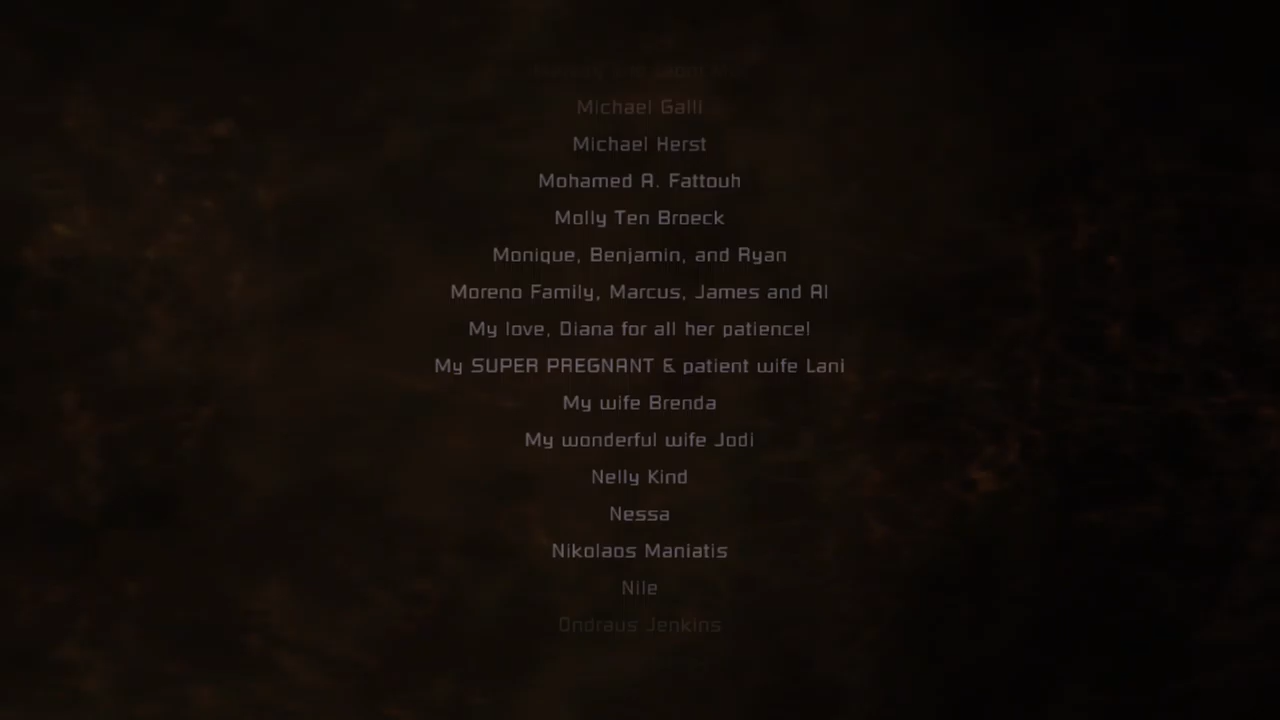 Michael Galli
Michael Herst
Mohamed A. Fattouh
Molly Ten Broeck
Monique, Benjamin, and Ryan
Moreno Family, Marcus, James and Al
My love, Diana for all her patience!
My SUPER PREGNANT & patient wife Lani
My wife Brenda
My wonderful wife Jodi
Nelly Kind
Nessa
Nikolaos Maniatis
Nile
Ondraus Jenkins